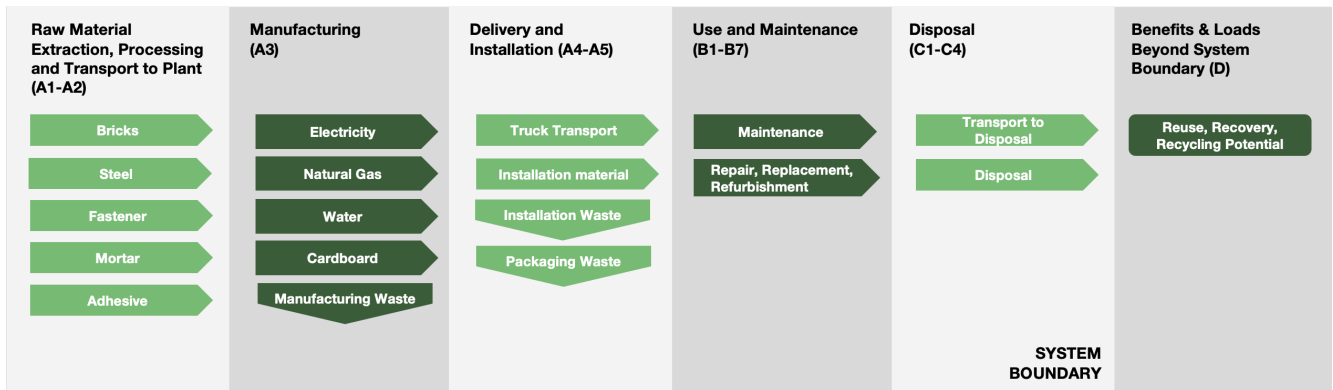 Raw Material
Extraction, Processing
and Transport to Plant
(A1-A2)
Bricks
Steel
Fastener
Mortar
Adhesive
Manufacturing
(A3)
Electricity
Natural Gas
Water
Cardboard
Manufacturing Waste
Delivery and
Installation (A4-A5)
Truck Transport
Installation material
Installation Waste
Packaging Waste
Use and Maintenance
(B1-B7)
Maintenance
Repair, Replacement,
Refurbishment
Disposal
(C1-C4)
Transport to
Disposal
Disposal
SYSTEM
BOUNDARY
Benefits & Loads
Beyond System
Boundary (D)
Reuse, Recovery,
Recycling Potential